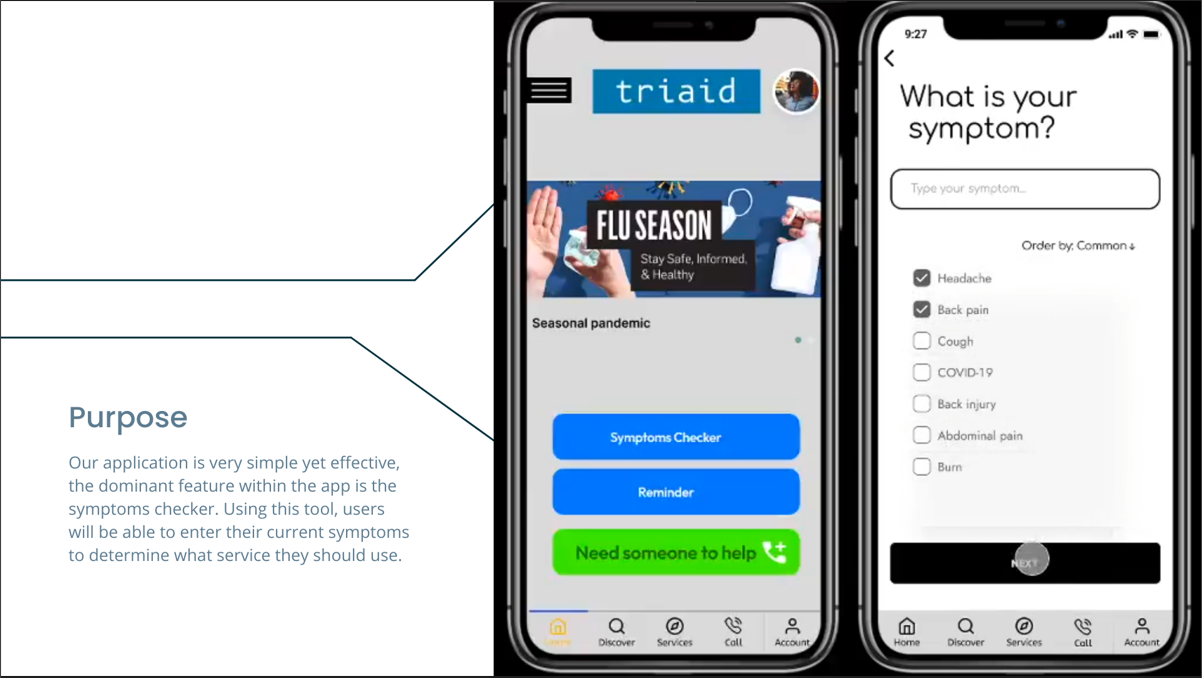 Purpose
Our application is very simple yet effective,
the dominant feature within the app is the
symptoms checker. Using this tool, users
will be able to enter their current symptoms
to determine what service they should use.
triaid
FLU SEASON
Stay Safe, Informed,
& Healthy
Seasonal pandemic
Symptoms Checker
Reminder
Need someone to help
Home
Discover
Services
Call
Account
9:27
What is your
symptom?
Type your symptom...
Order by: Common↓
Headache
Back pain
Cough
COVID-19
Back injury
Abdominal pain
Burn
NEXT
Home
Discover
Services
Call
Account